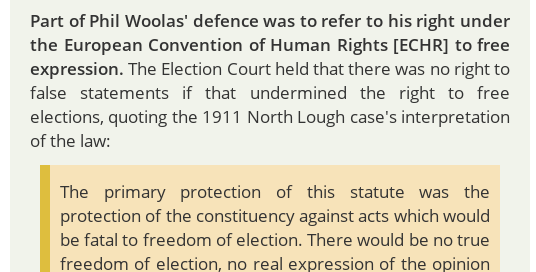 Part of Phil Woolas' defence was to refer to his right under
the European Convention of Human Rights [ECHR] to free
expression. The Election Court held that there was no right to
false statements if that undermined the right to free
elections, quoting the 1911 North Lough case's interpretation
of the law:
The primary protection of this statute was the
protection of the constituency against acts which would
be fatal to freedom of election. There would be no true
freedom of election, no real expression of the opinion